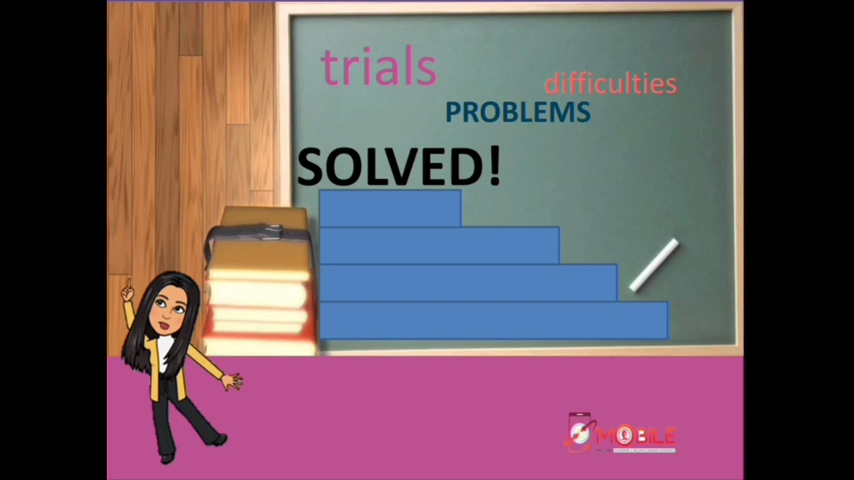 trials
difficulties
PROBLEMS
SOLVED!
MOBILE